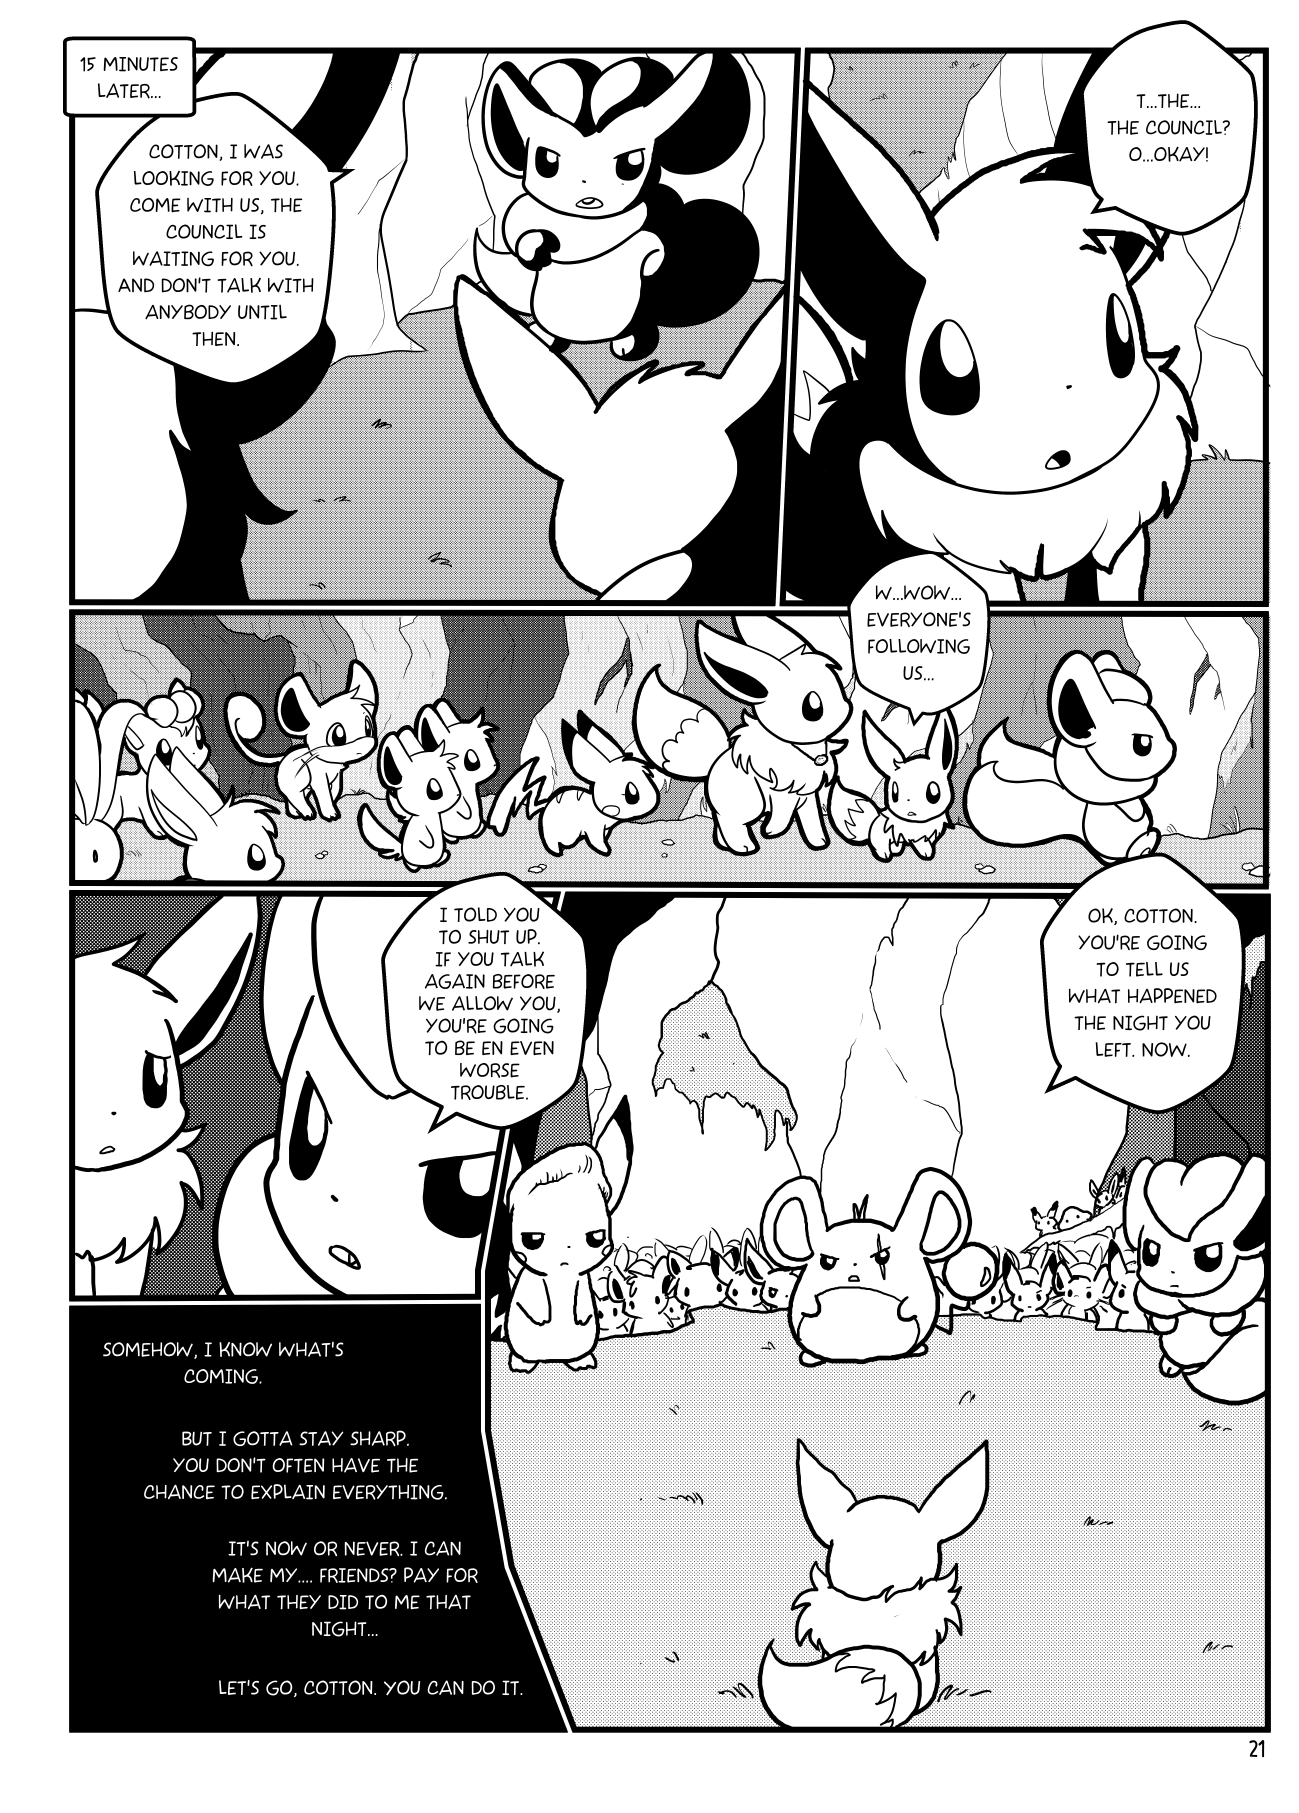 15 MINUTES
LATER...
COTTON, I WAS
LOOKING FOR YOU.
COME WITH US, THE
COUNCIL IS
WAITING FOR YOU.
AND DON'T TALK WITH
ANYBODY UNTIL
THEN.
T...THE...
THE COUNCIL?
O...OKAY!
W...WOW...
EVERYONE'S
FOLLOWING
US...
I TOLD YOU
TO SHUT UP.
IF YOU TALK
AGAIN BEFORE
WE ALLOW YOU,
YOU'RE GOING
TO BE EN EVEN
WORSE
TROUBLE.
OK, COTTON.
YOU'RE GOING
TO TELL US
WHAT HAPPENED
THE NIGHT YOU
LEFT. NOW.
SOMEHOW, I KNOW WHAT'S
COMING.
BUT I GOTTA STAY SHARP.
YOU DON'T OFTEN HAVE THE
CHANCE TO EXPLAIN EVERYTHING.
IT'S NOW OR NEVER. I CAN
MAKE MY.... FRIENDS? PAY FOR
WHAT THEY DID TO ME THAT
NIGHT...
LET'S GO, COTTON. YOU CAN DO IT.
21